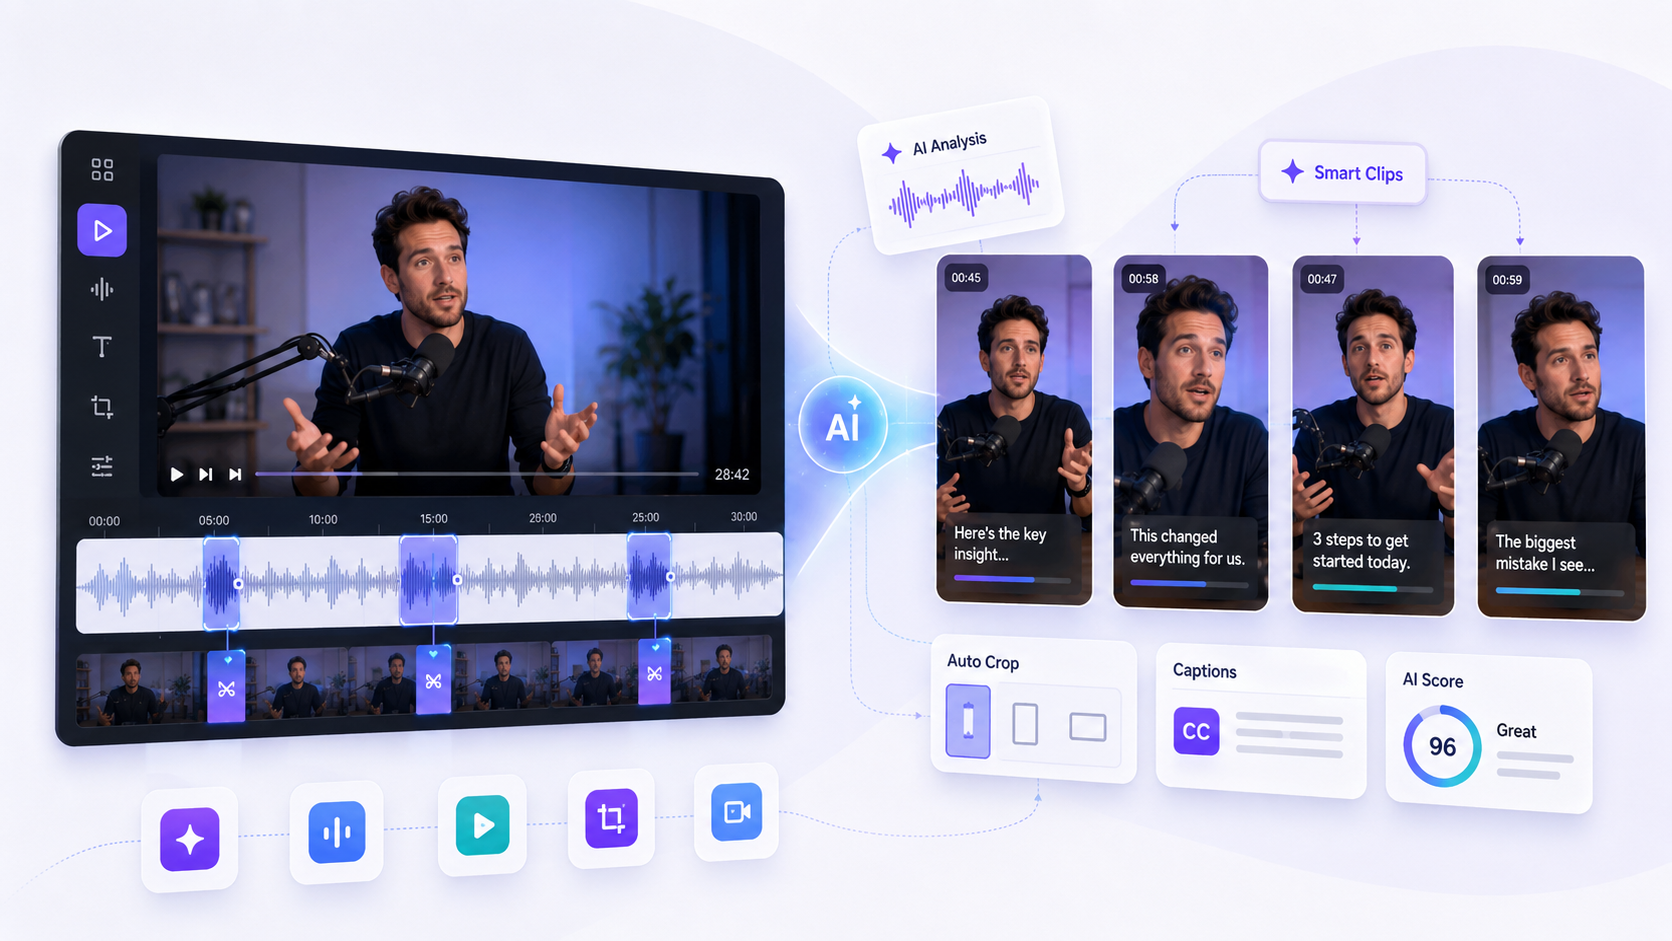 28:42
00:00
05:00
10:00
15:00
20:00
25:00
30:00
AI
AI Analysis
Smart Clips
00:45
Here's the key
insight...
00:58
This changed
everything for us.
00:47
3 steps to get
started today.
00:59
The biggest
mistake I see...
Auto Crop
Captions
CC
AI Score
96
Great